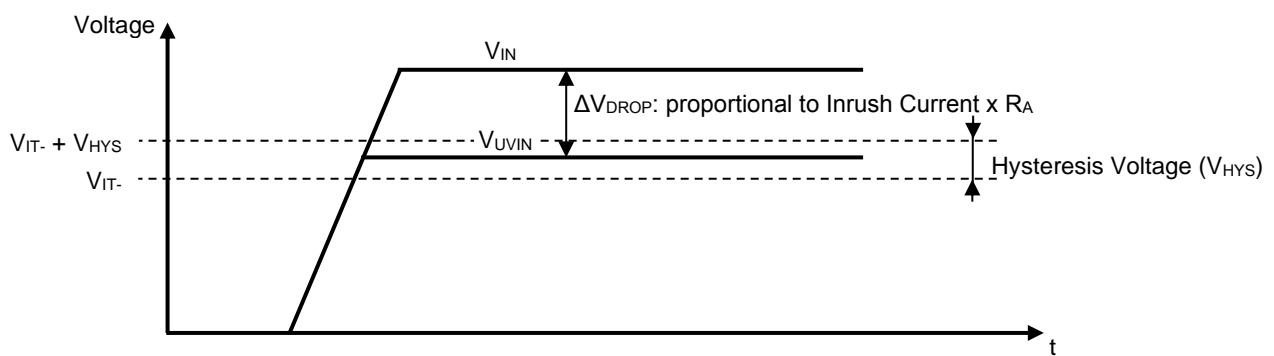 Voltage
VIN
ΔVDROP: proportional to Inrush Current x RA
VIT- + VHYS
VUVIN
Hysteresis Voltage (VHYS)
VIT-
t